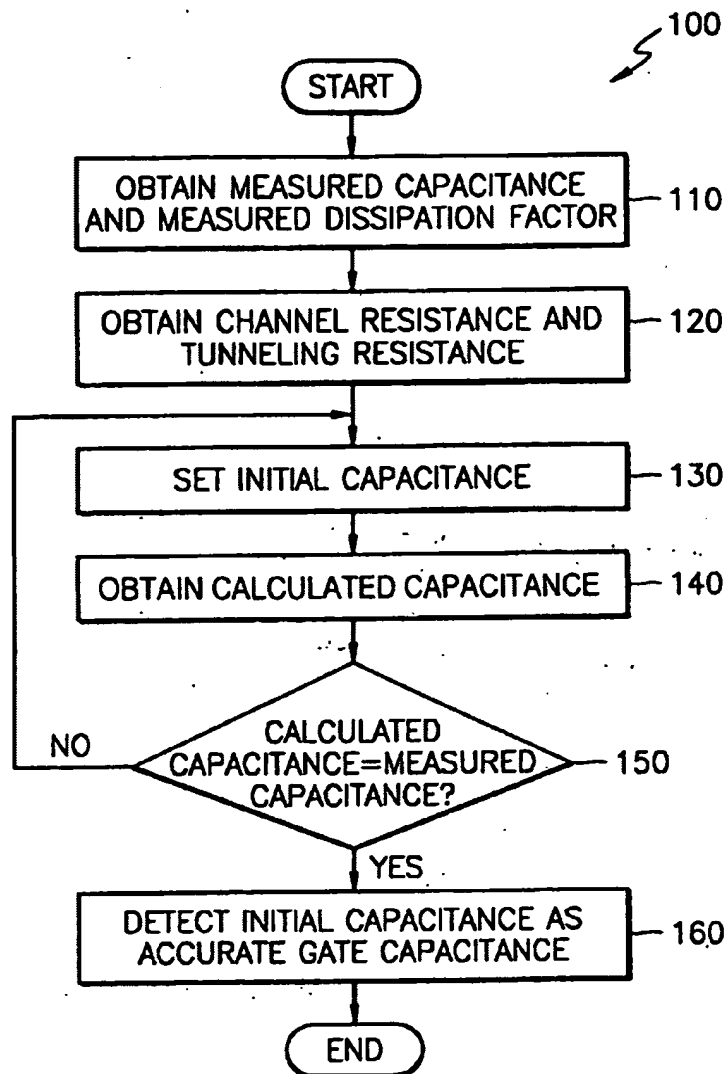 100
START
OBTAIN MEASURED CAPACITANCE
AND MEASURED DISSIPATION FACTOR
110
OBTAIN CHANNEL RESISTANCE AND
TUNNELING RESISTANCE
120
SET INITIAL CAPACITANCE
130
OBTAIN CALCULATED CAPACITANCE
140
CALCULATED
CAPACITANCE=MEASURED
CAPACITANCE?
150
NO
YES
DETECT INITIAL CAPACITANCE AS
ACCURATE GATE CAPACITANCE
160
END